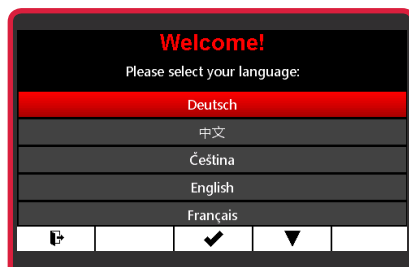 Welcome!
Please select your language:
Deutsch
中文
Čeština
English
Français